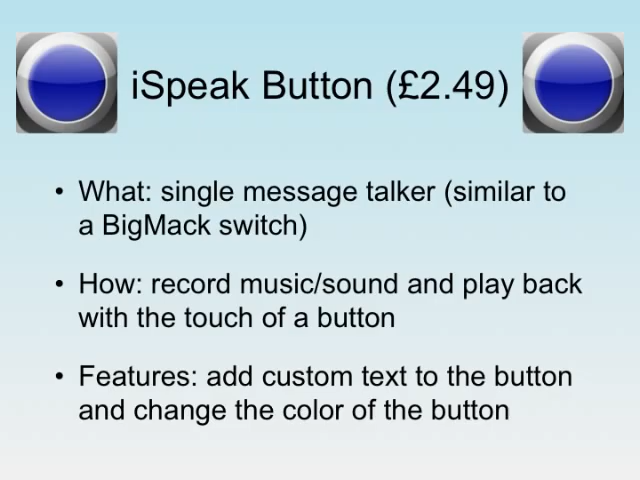 iSpeak Button (£2.49)
• What: single message talker (similar to
a BigMack switch)
• How: record music/sound and play back
with the touch of a button
• Features: add custom text to the button
and change the color of the button